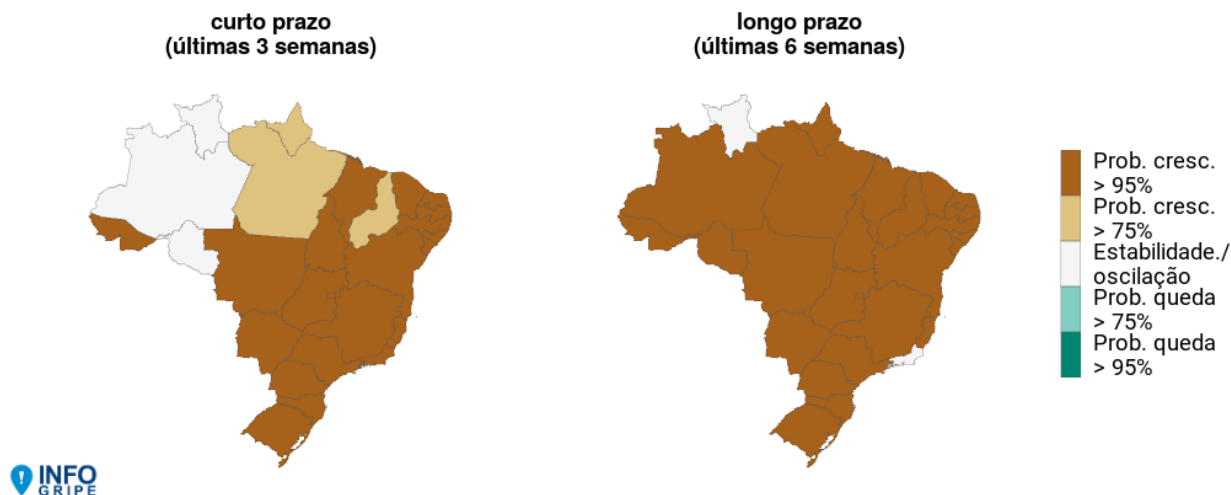 curto prazo
(últimas 3 semanas)
longo prazo
(últimas 6 semanas)
Prob. cresc.
> 95%
Prob. cresc.
> 75%
Estabilidade./
oscilação
Prob. queda
> 75%
Prob. queda
> 95%
INFO
GRIPE